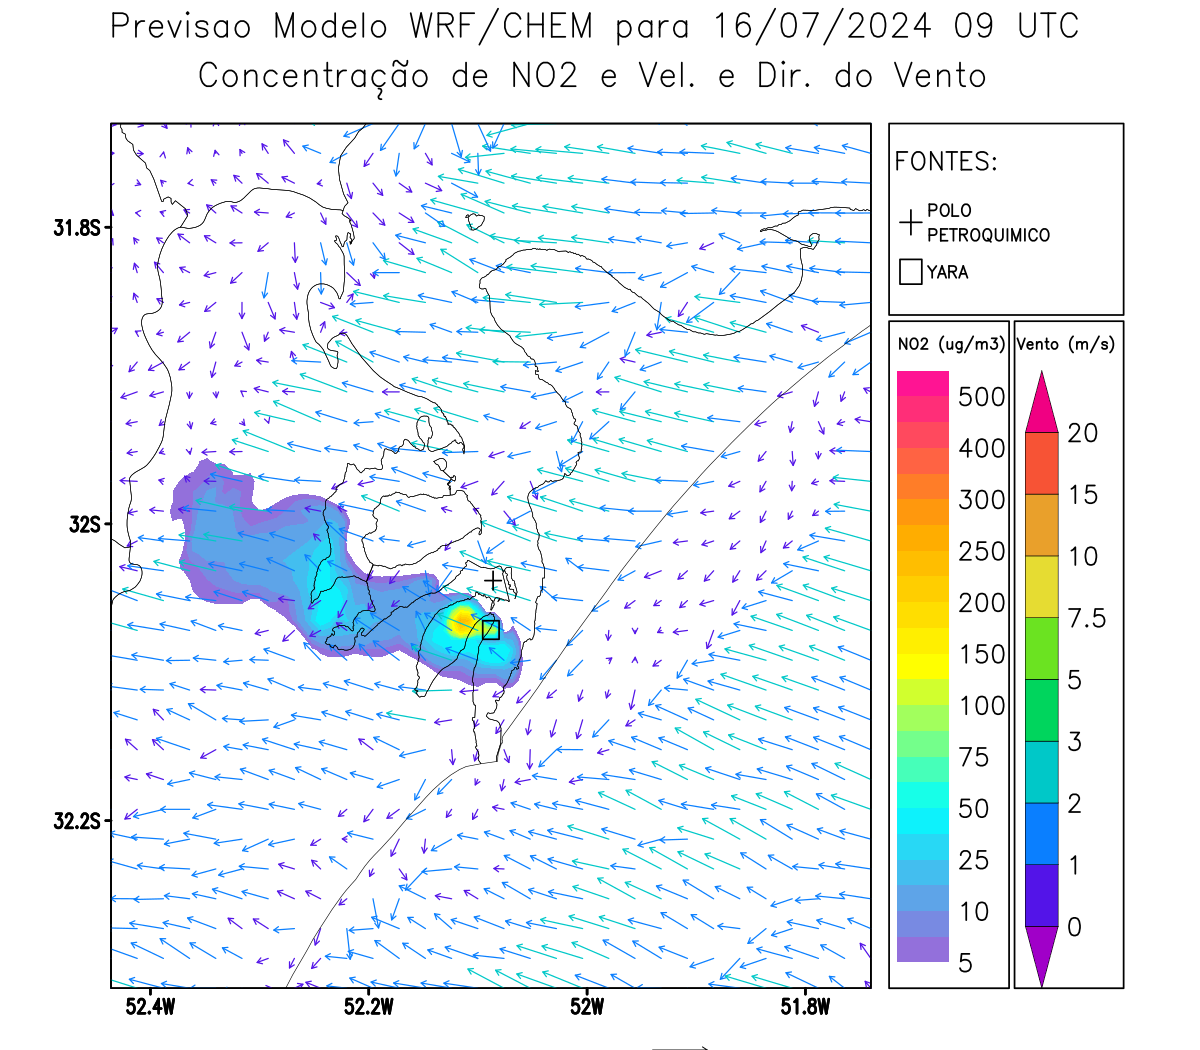 Previsao Modelo WRF/CHEM para 16/07/2024 09 UTC
Concentração de NO2 e Vel. e Dir. do Vento
FONTES:
POLO
PETROQUIMICO
YARA
31.8S
32S
32.2S
52.4W 52.2W 52W 51.8W
NO2 (ug/m3)
500
400
300
250
200
150
100
75
50
25
10
5
Vento (m/s)
20
15
10
7.5
5
3
2
1
0